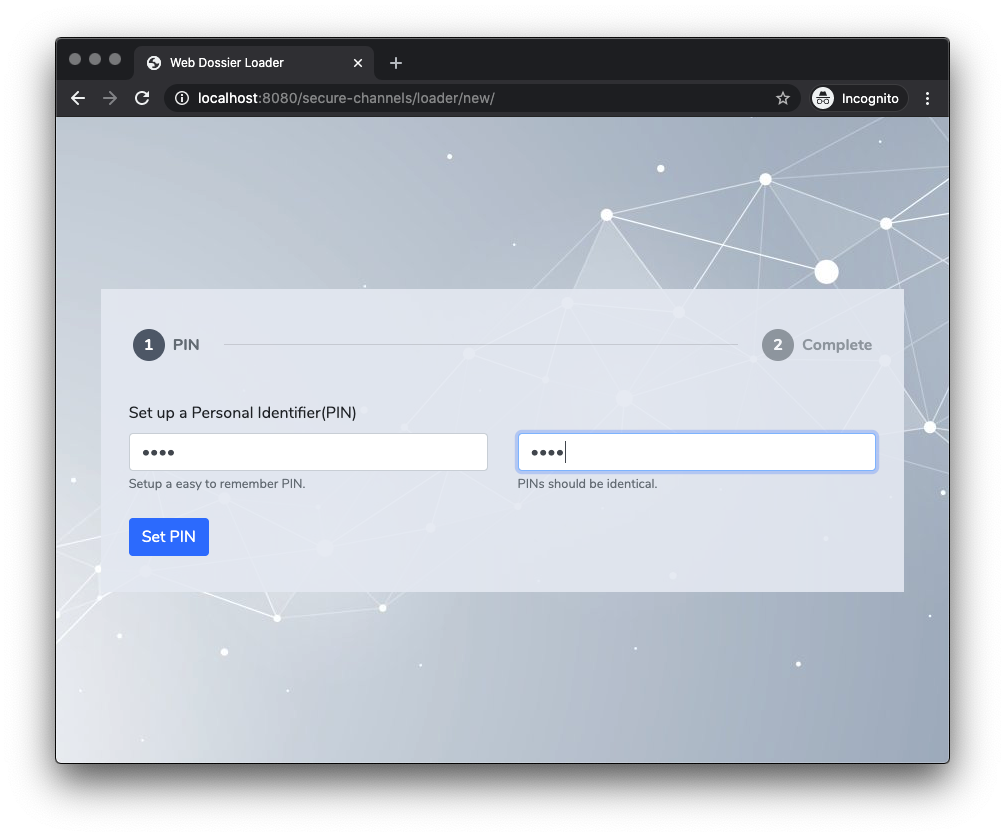 Web Dossier Loader
localhost:8080/secure-channels/loader/new/
Incognito
1 PIN
2 Complete
Set up a Personal Identifier(PIN)
••••
••••
Setup a easy to remember PIN.
PINs should be identical.
Set PIN